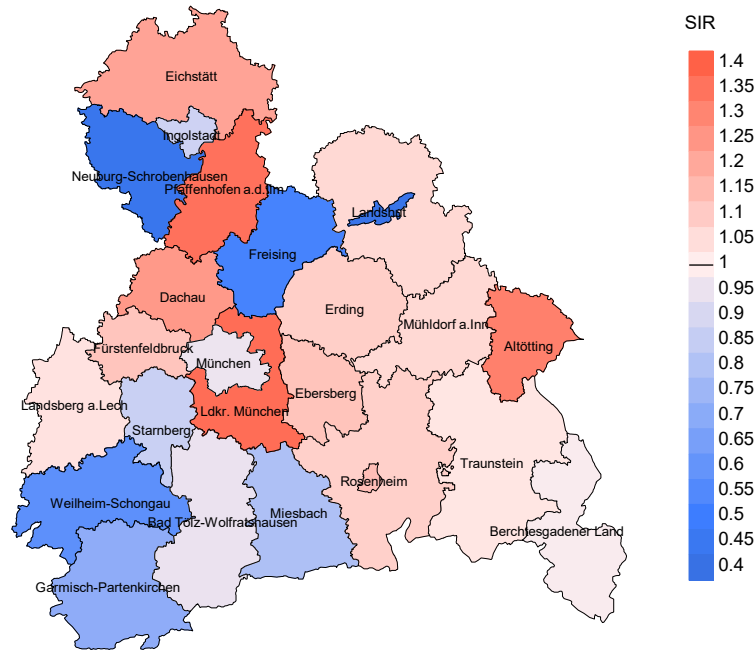 SIR
Eichstätt
Ingolstadt
Neuburg-Schrobenhausen
Pfaffenhofen a.d.Ilm
Landshut
Freising
Dachau
Erding
Mühldorf a.Inn
Altötting
Fürstenfeldbruck
München
Ebersberg
Landsberg a.Lech
Ldkr. München
Starnberg
Traunstein
Rosenheim
Weilheim-Schongau
Miesbach
Bad Tölz-Wolfratshausen
Berchtesgadener Land
Garmisch-Partenkirchen
1.4
1.35
1.3
1.25
1.2
1.15
1.1
1.05
1
0.95
0.9
0.85
0.8
0.75
0.7
0.65
0.6
0.55
0.5
0.45
0.4